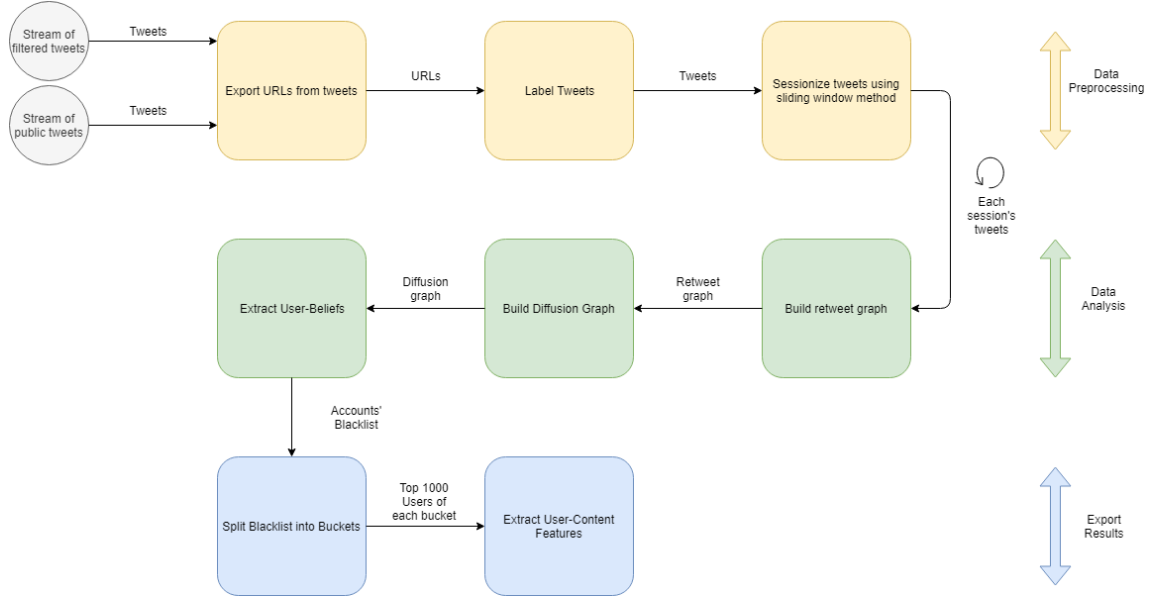 Stream of
filtered tweets
Tweets
Stream of
public tweets
Tweets
Export URLs from tweets
URLs
Label Tweets
Tweets
Sessionize tweets using
sliding window method
Data
Preprocessing
Each
session's
tweets
Extract User-Beliefs
Diffusion
graph
Build Diffusion Graph
Retweet
graph
Build retweet graph
Data
Analysis
Accounts'
Blacklist
Split Blacklist into Buckets
Top 1000
Users of
each bucket
Extract User-Content
Features
Export
Results